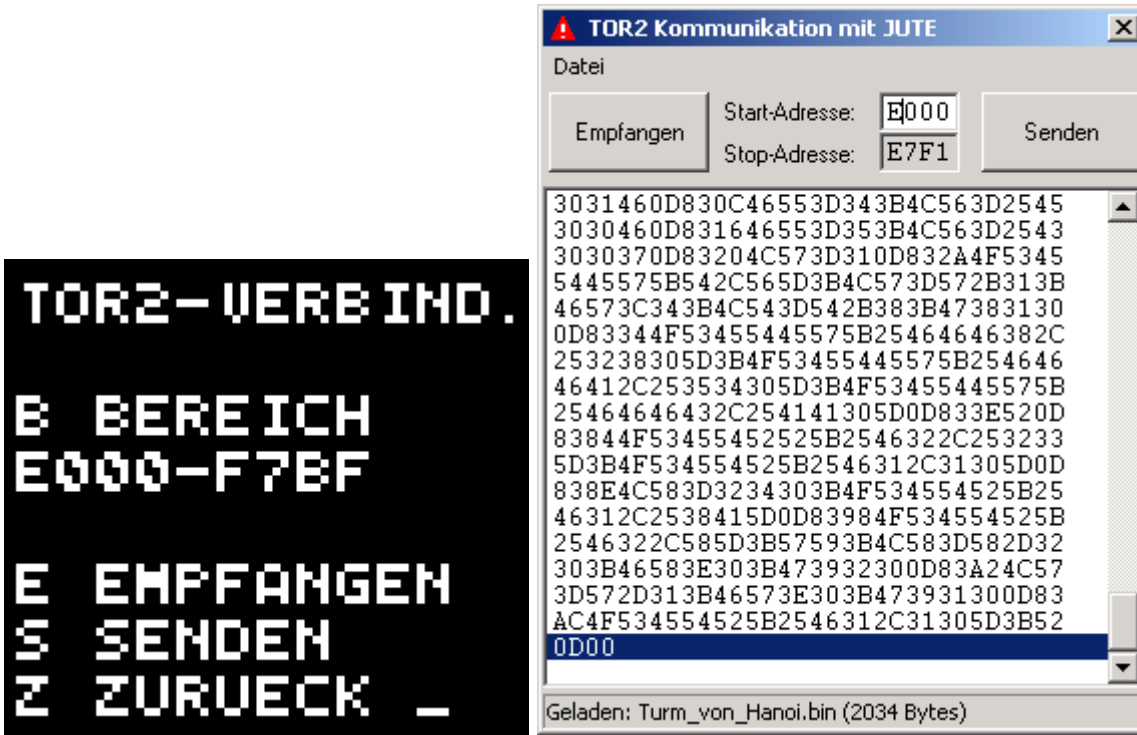 TOR2-VERBIND.
B BEREICH
E000-F7BF
E EMPFANGEN
S SENDEN
Z ZURUECK _
TOR2 Kommunikation mit JUTE
Datei
Empfangen
Start-Adresse: E000
Stop-Adresse: E7F1
Senden
3031460D830C46553D343B4C563D2545
3030460D831646553D353B4C563D2543
3030370D83204C573D310D832A4F5345
5445575B542C565D3B4C573D572B313B
46573C343B4C543D542B383B47383130
0D83344F53455445575B25464646382C
253238305D3B4F53455445575B254646
46412C253534305D3B4F53455445575B
25464646432C254141305D0D833E520D
83844F53455452525B2546322C253233
5D3B4F534554525B2546312C31305D0D
838E4C583D3234303B4F534554525B25
46312C2538415D0D83984F534554525B
2546322C585D3B57593B4C583D582D32
303B46583E303B473932300D83A24C57
3D572D313B46573E303B473931300D83
AC4F534554525B2546312C31305D3B52
0D00
Geladen: Turm_von_Hanoi.bin (2034 Bytes)